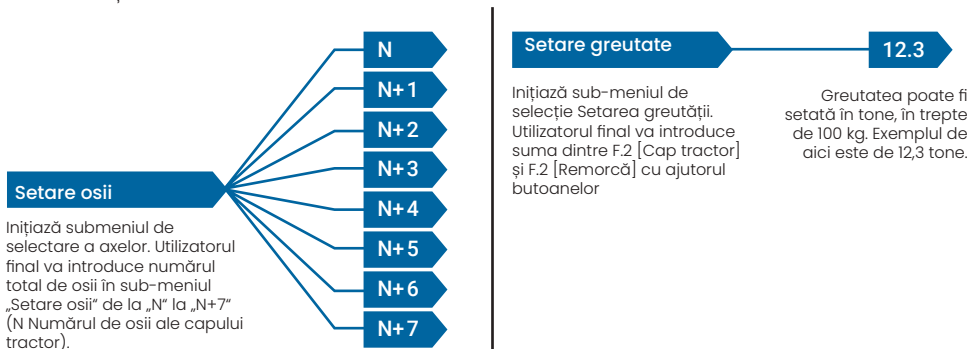 N
N+1
N+2
N+3
N+4
N+5
N+6
N+7
Setare osii
Inițiază submeniul de
selectare a axelor. Utilizatorul
final va introduce numărul
total de osii în sub-meniul
„Setare osii“ de la „N“ la „N+7“
(N Numărul de osii ale capului
tractor).
Setare greutate
12.3
Inițiază sub-meniul de
selecție Setarea greutății.
Utilizatorul final va introduce
suma dintre F.2 [Cap tractor]
și F.2 [Remorcă] cu ajutorul
butoanelor
Greutatea poate fi
setată în tone, în trepte
de 100 kg. Exemplul de
aici este de 12,3 tone.